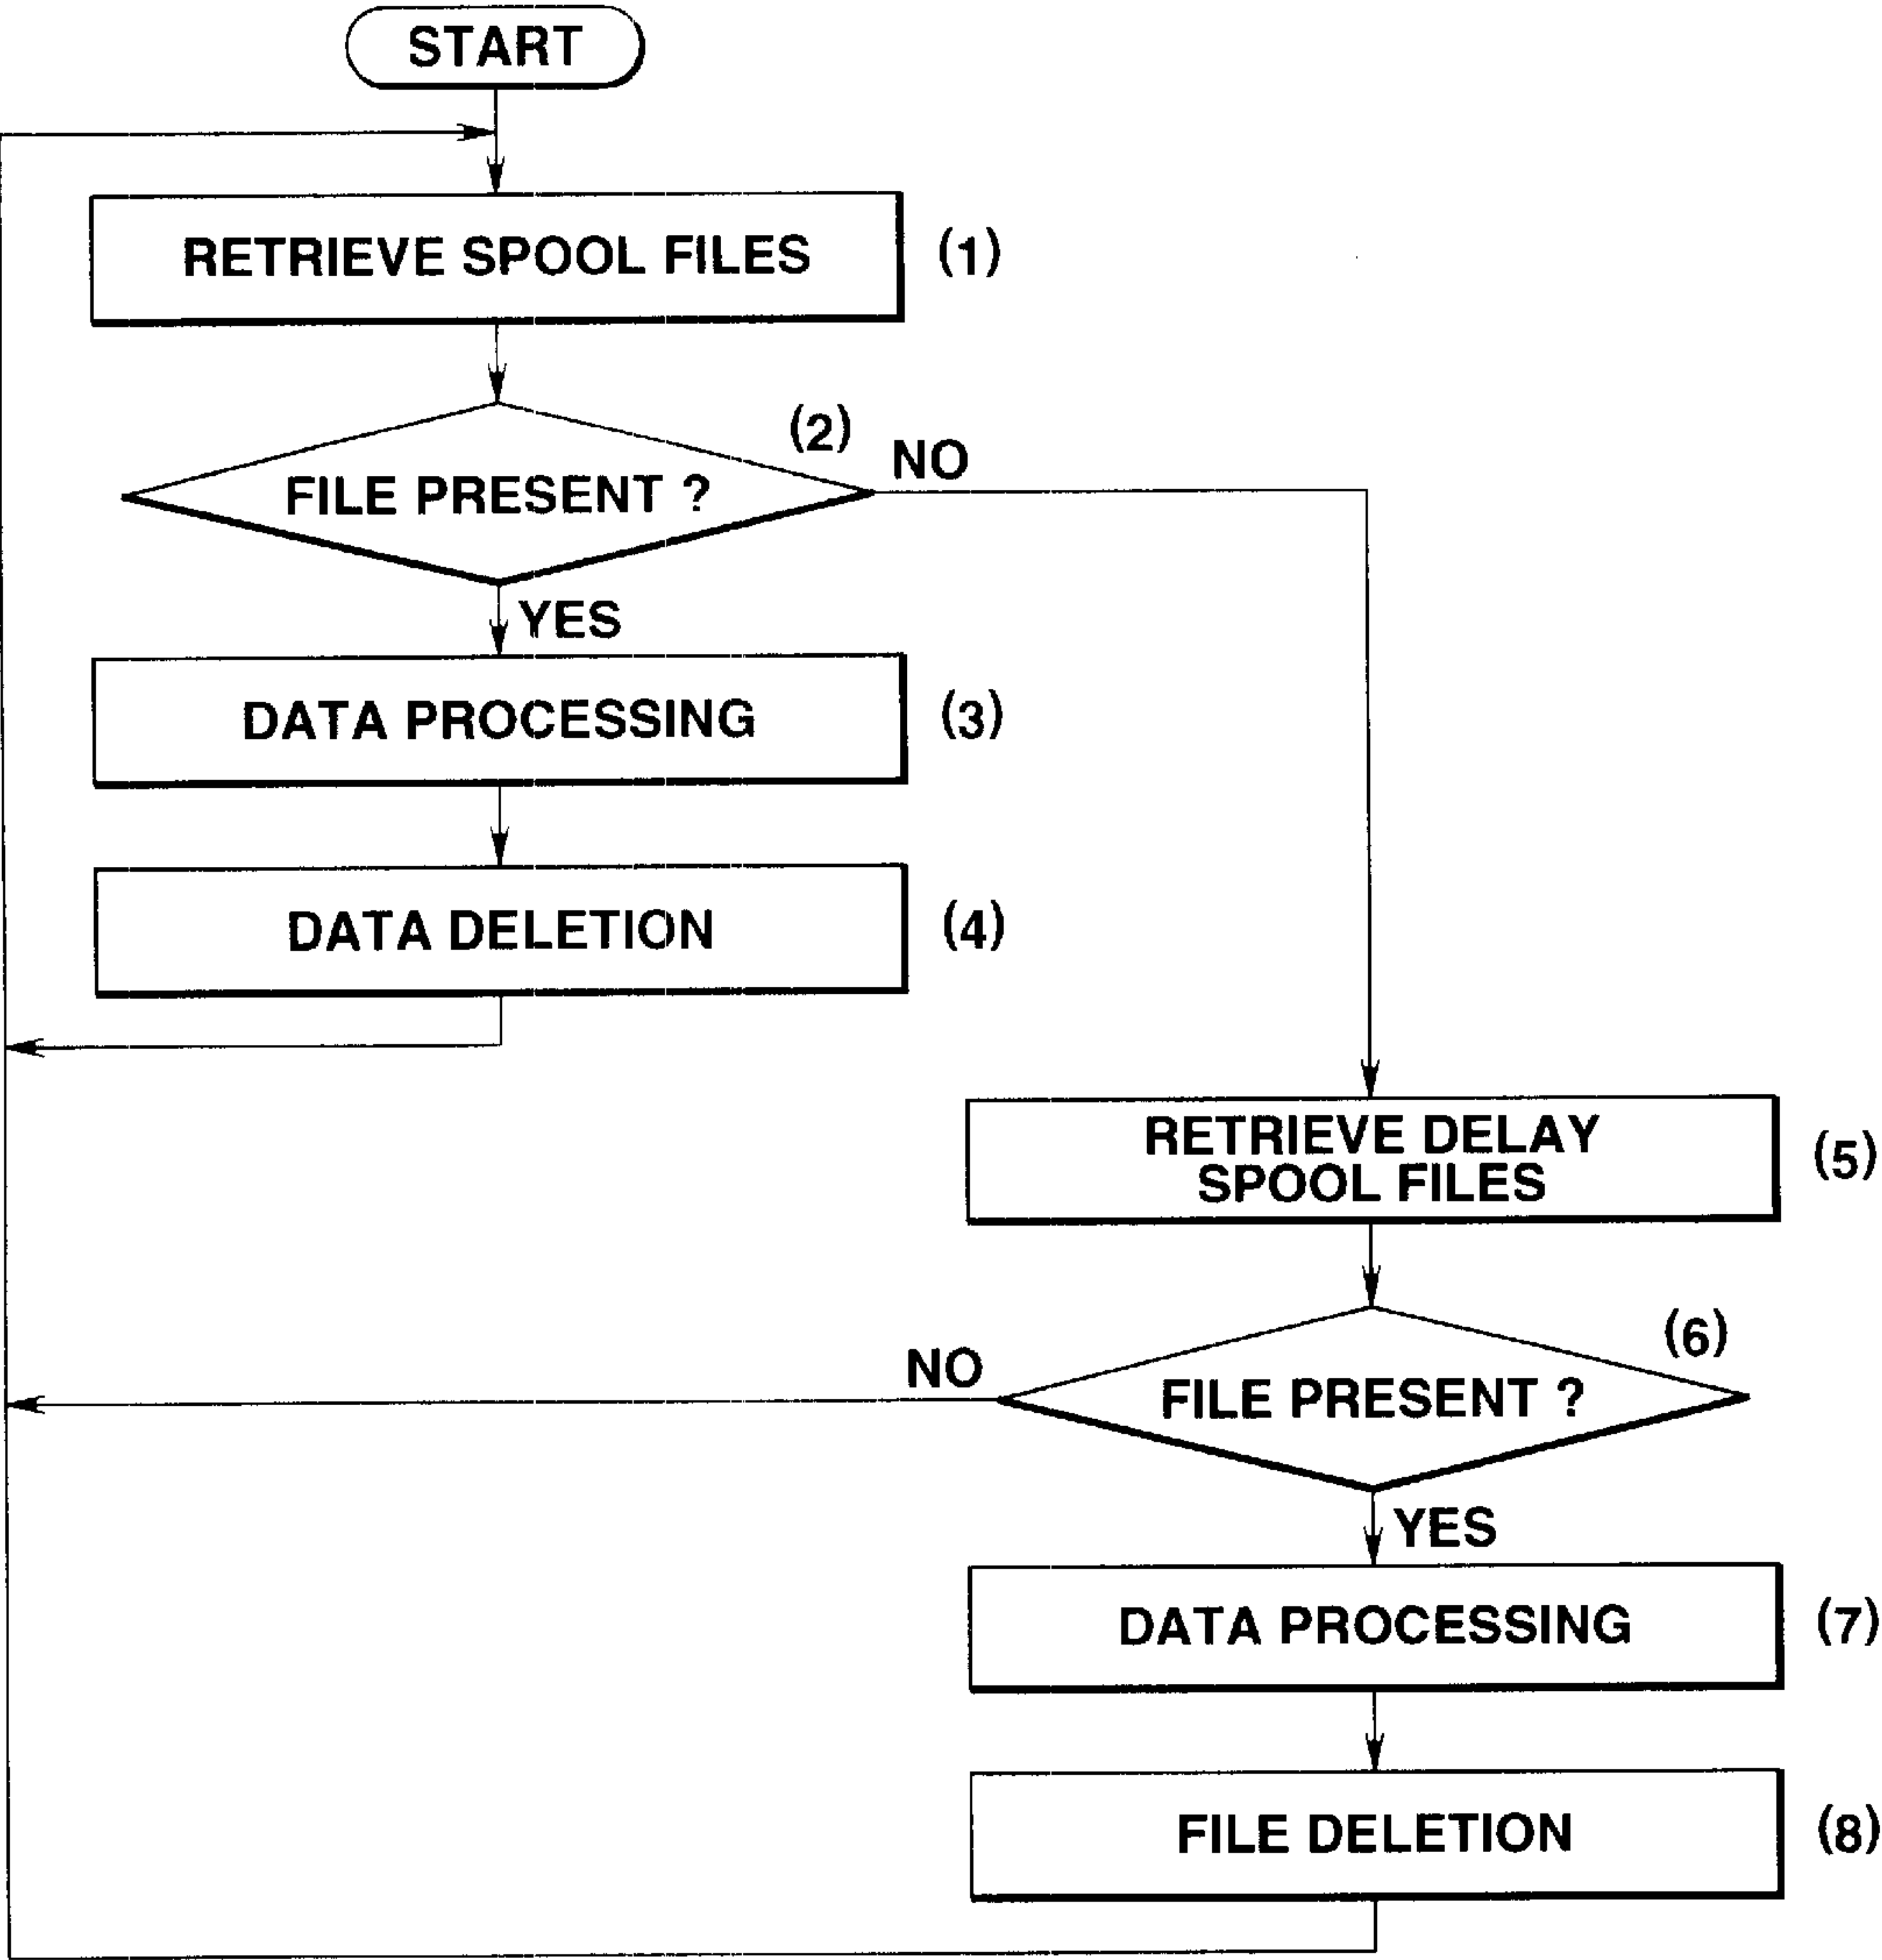 START
RETRIEVE SPOOL FILES
(1)
(2)
NO
FILE PRESENT ?
YES
DATA PROCESSING
(3)
DATA DELETION
(4)
RETRIEVE DELAY
SPOOL FILES
(5)
(6)
NO
FILE PRESENT ?
YES
DATA PROCESSING
(7)
FILE DELETION
(8)